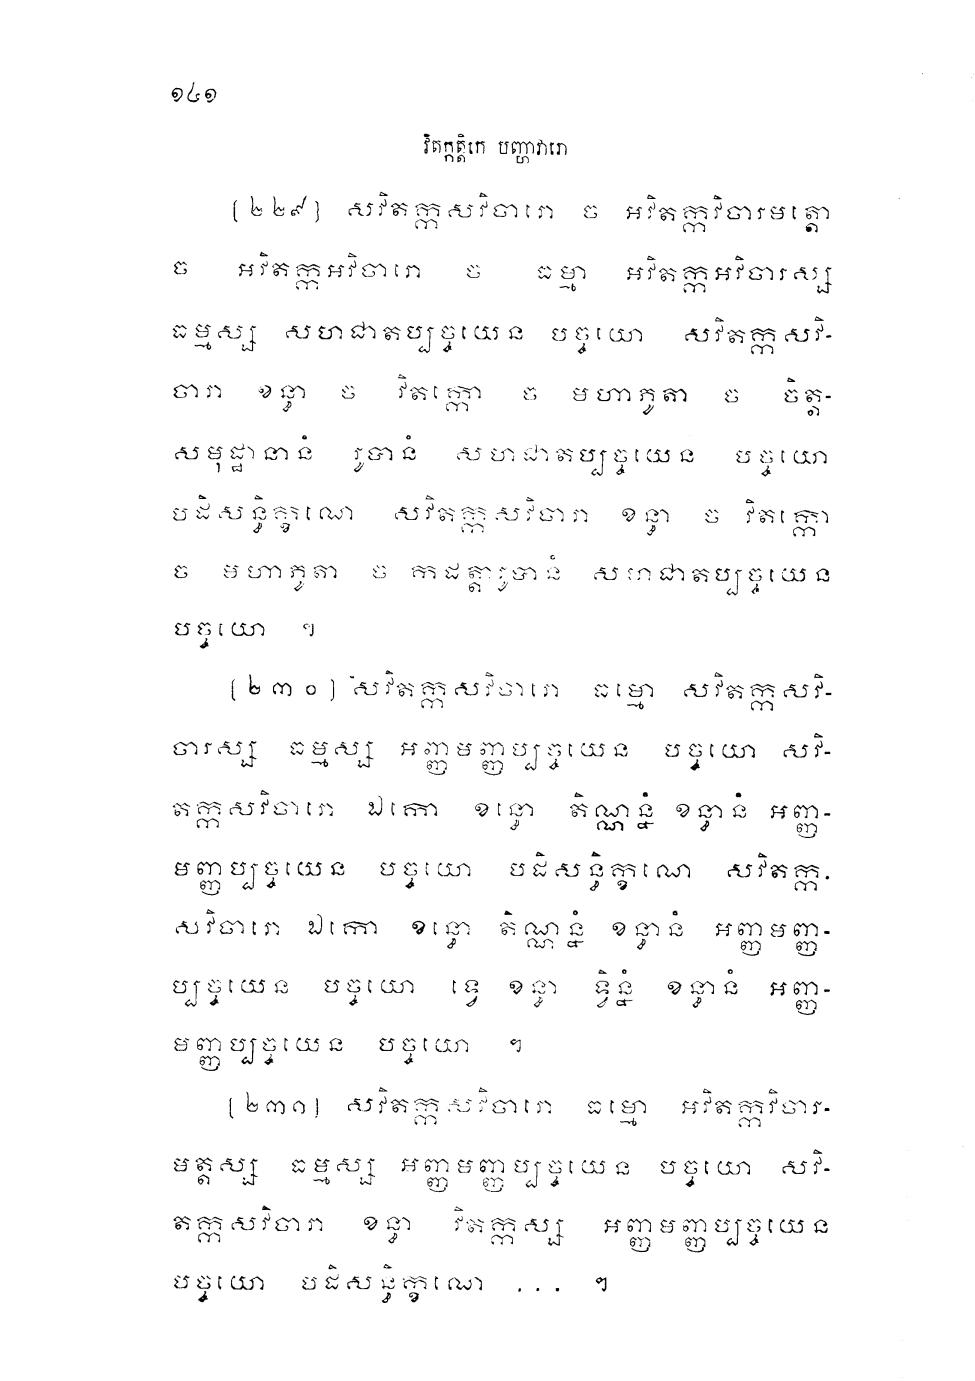 ១៤១
វិតក្កត្តិកេ បញ្ហាវារោ
[២២៩] សវិតក្កសវិចារោ ច អវិតក្កវិចារមត្តោ
ច អវិតក្កអវិចារោ ច ធម្មា អវិតក្កអវិចារស្ស
ធម្មស្ស សហជាតប្បច្ចយេន បច្ចយោ សវិតក្កសវិ-
ចារា ខន្ធា ច វិតក្កោ ច មហាភូតា ច ចិត្ត-
សមុដ្ឋានានំ រូបានំ សហជាតប្បច្ចយេន បច្ចយោ
បដិសន្ធិក្ខណេ សវិតក្កសវិចារា ខន្ធា ច វិតក្កោ
ច មហាភូតា ច កដត្តារូបានំ សហជាតប្បច្ចយេន
បច្ចយោ ។
[២៣០] សវិតក្កសវិចារោ ធម្មោ សវិតក្កសវិ-
ចារស្ស ធម្មស្ស អញ្ញមញ្ញប្បច្ចយេន បច្ចយោ សវិ-
តក្កសវិចារោ ឯកោ ខន្ធោ តិណ្ណន្នំ ខន្ធានំ អញ្ញ-
មញ្ញប្បច្ចយេន បច្ចយោ បដិសន្ធិក្ខណេ សវិតក្ក.
សវិចារោ ឯកោ ខន្ធោ តិណ្ណន្នំ ខន្ធានំ អញ្ញមញ្ញ-
ប្បច្ចយេន បច្ចយោ ទ្វេ ខន្ធា ទ្វិន្នំ ខន្ធានំ អញ្ញ-
មញ្ញប្បច្ចយេន បច្ចយោ ។
[២៣១] សវិតក្កសវិចារោ ធម្មោ អវិតក្កវិចារ-
មត្តស្ស ធម្មស្ស អញ្ញមញ្ញប្បច្ចយេន បច្ចយោ សវិ-
តក្កសវិចារា ខន្ធា វិតក្កស្ស អញ្ញមញ្ញប្បច្ចយេន
បច្ចយោ បដិសន្ធិក្ខណេ ... ។